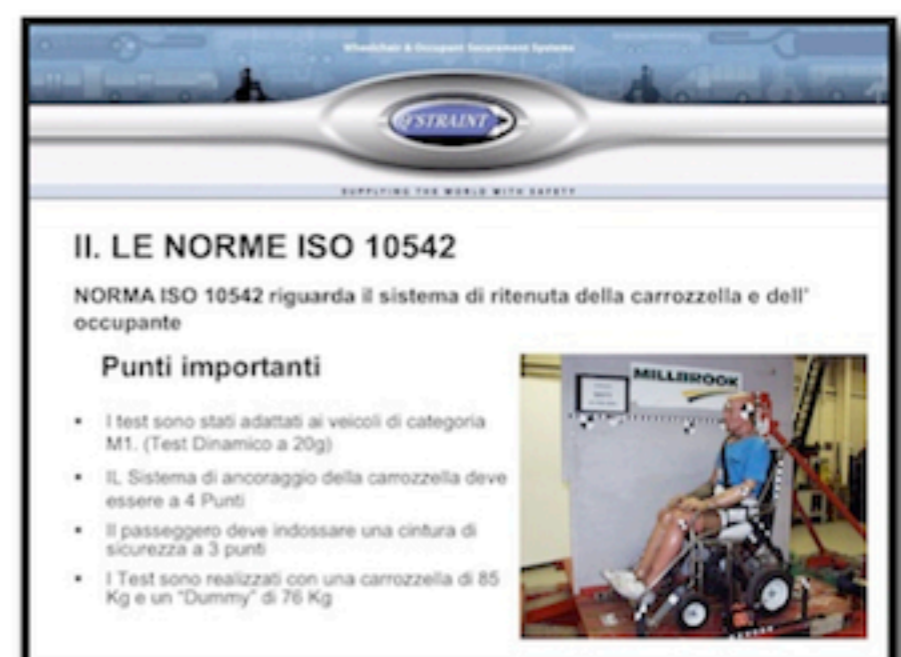 Wheelchair & Occupant Securement Systems
Q'STRAINT
SUPPLYING THE WORLD WITH SAFETY
II. LE NORME ISO 10542
NORMA ISO 10542 riguarda il sistema di ritenuta della carrozzella e dell'
occupante
Punti importanti
MILLBROOK
▪ I test sono stati adattati ai veicoli di categoria
M1. (Test Dinamico a 20g)
▪ IL Sistema di ancoraggio della carrozzella deve
essere a 4 Punti
▪ Il passeggero deve indossare una cintura di
sicurezza a 3 punti
▪ I Test sono realizzati con una carrozzella di 85
Kg e un "Dummy" di 76 Kg